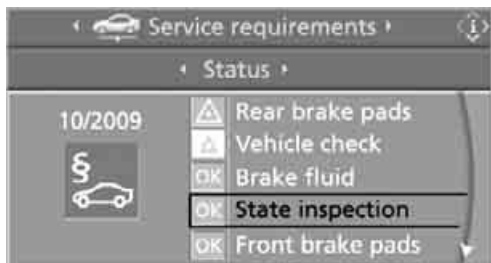 Service requirements
Status
10/2009
Rear brake pads
Vehicle check
§
OK Brake fluid
OK State inspection
OK Front brake pads